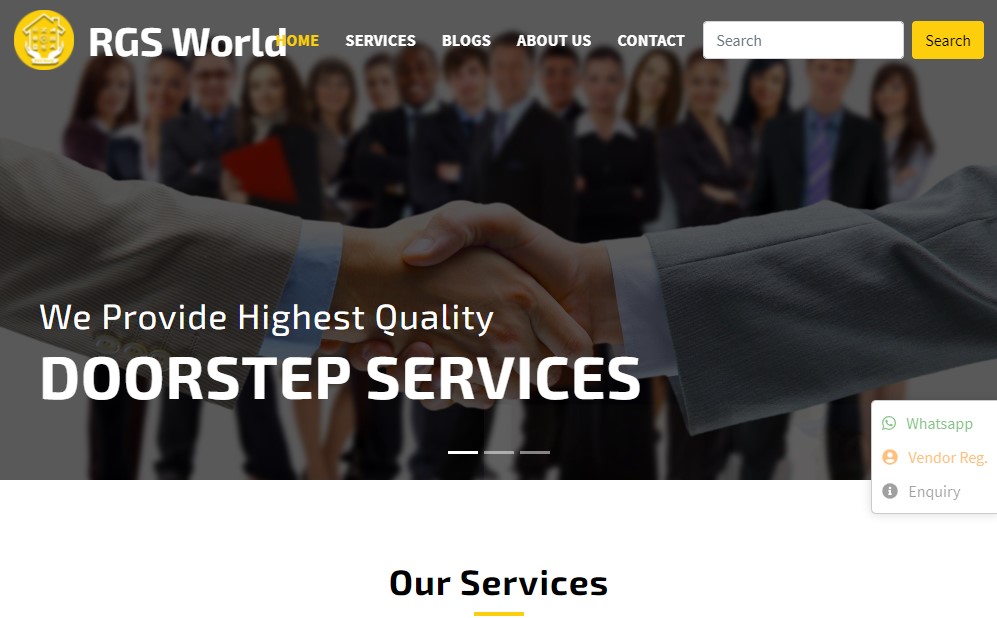 RGS World
HOME
SERVICES
BLOGS
ABOUT US
CONTACT
Search
Search
We Provide Highest Quality
DOORSTEP SERVICES
Whatsapp
Vendor Reg.
Enquiry
Our Services